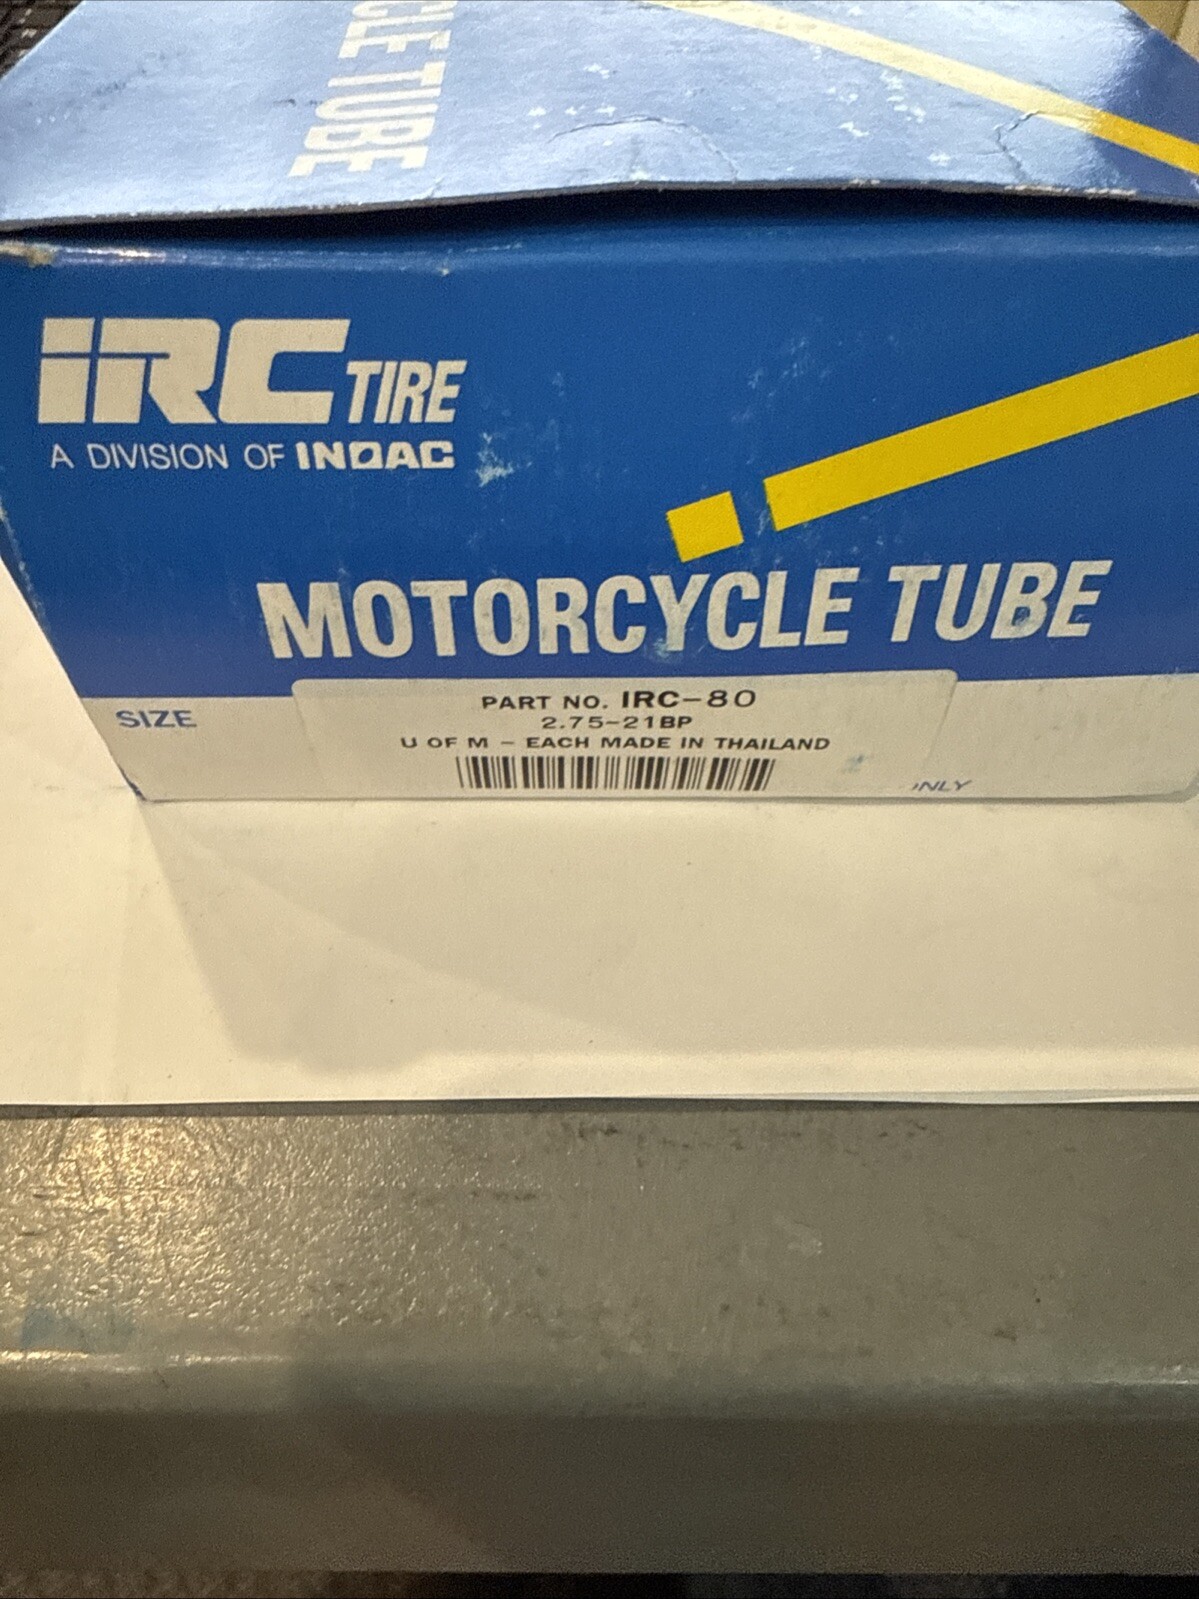 CLE TUBE
IRC TIRE
A DIVISION OF INOAC
MOTORCYCLE TUBE
SIZE
PART NO. IRC-80
2.75-21BP
U OF M - EACH MADE IN THAILAND
NLY